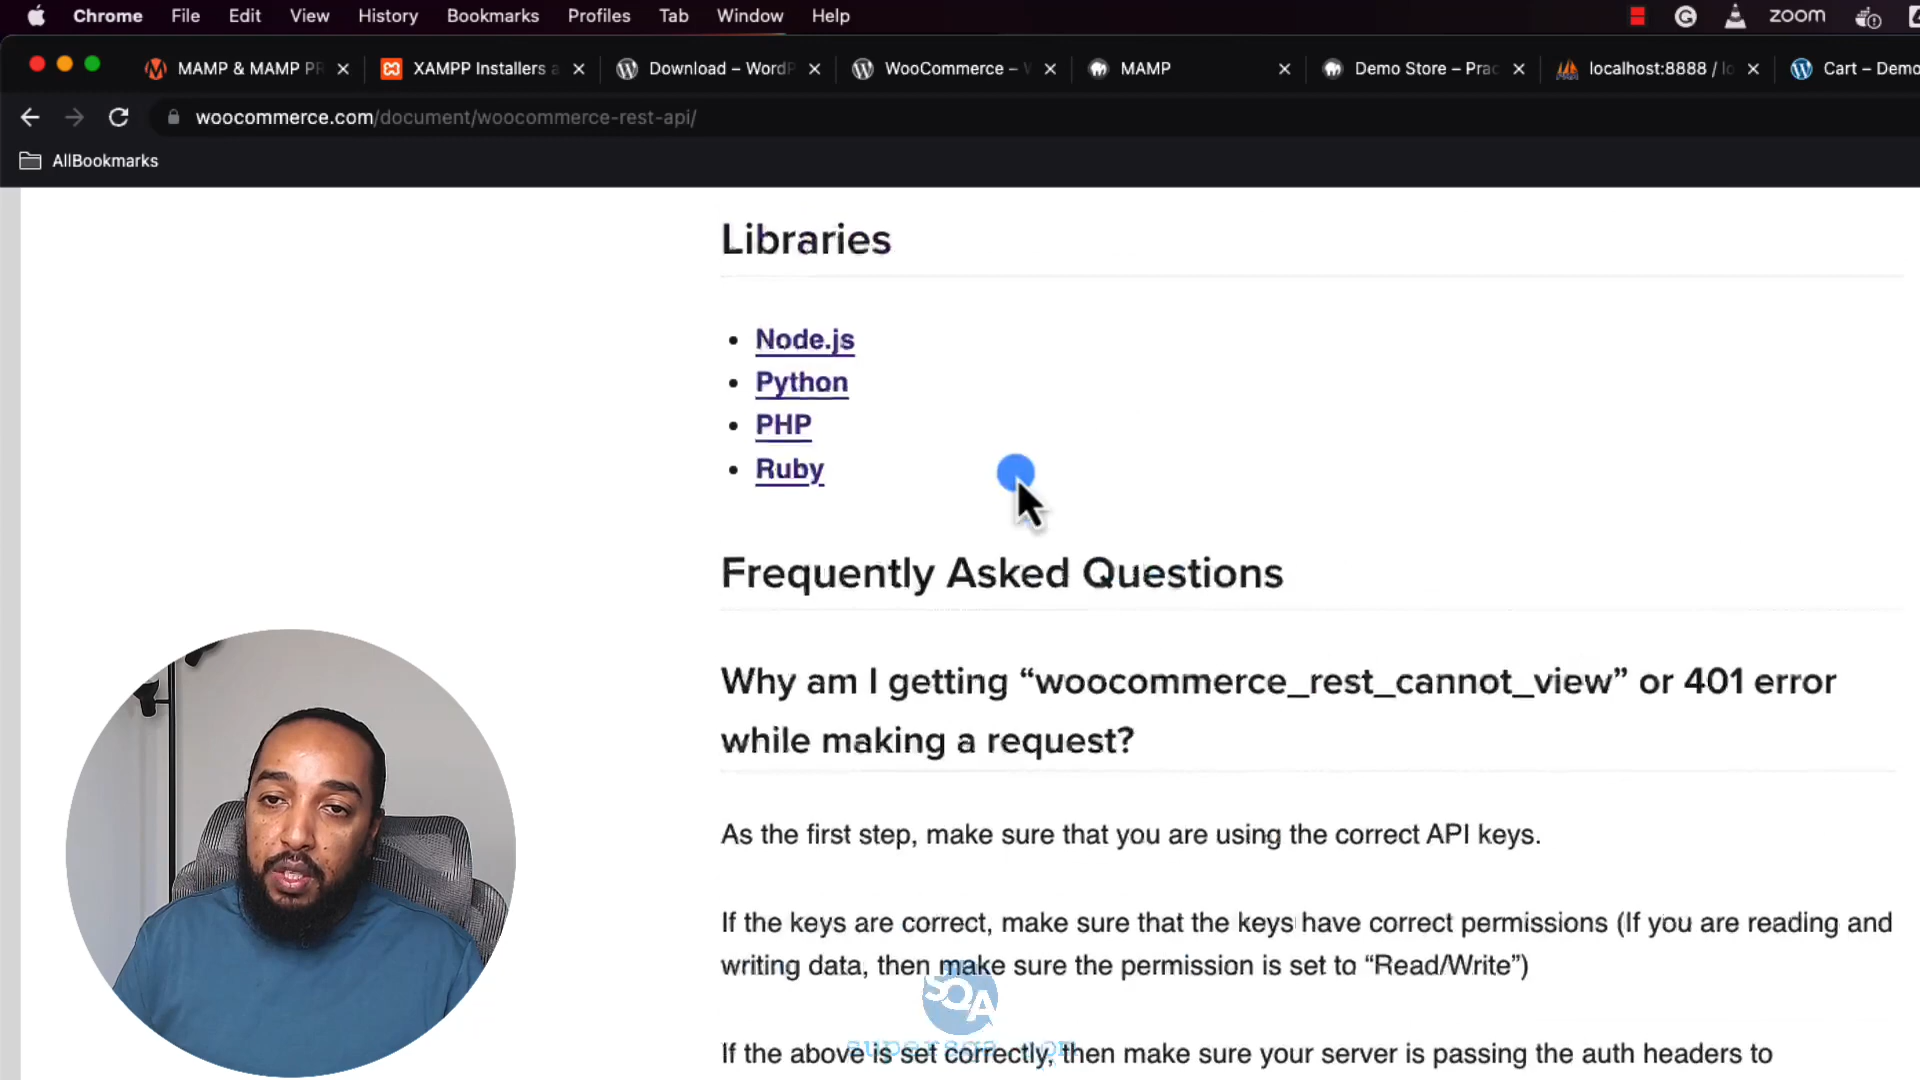 Chrome File Edit View History Bookmarks Profiles Tab Window Help zoom
MAMP & MAMP PR XAMPP Installers a Download – WordP WooCommerce – W MAMP Demo Store – Prac localhost:8888 / lo Cart – Demo
woocommerce.com/document/woocommerce-rest-api/
AllBookmarks
Libraries
Node.js
Python
PHP
Ruby
Frequently Asked Questions
Why am I getting “woocommerce_rest_cannot_view” or 401 error
while making a request?
As the first step, make sure that you are using the correct API keys.
If the keys are correct, make sure that the keys have correct permissions (If you are reading and
writing data, then make sure the permission is set to “Read/Write”)
SQA
If the above is set correctly, then make sure your server is passing the auth headers to